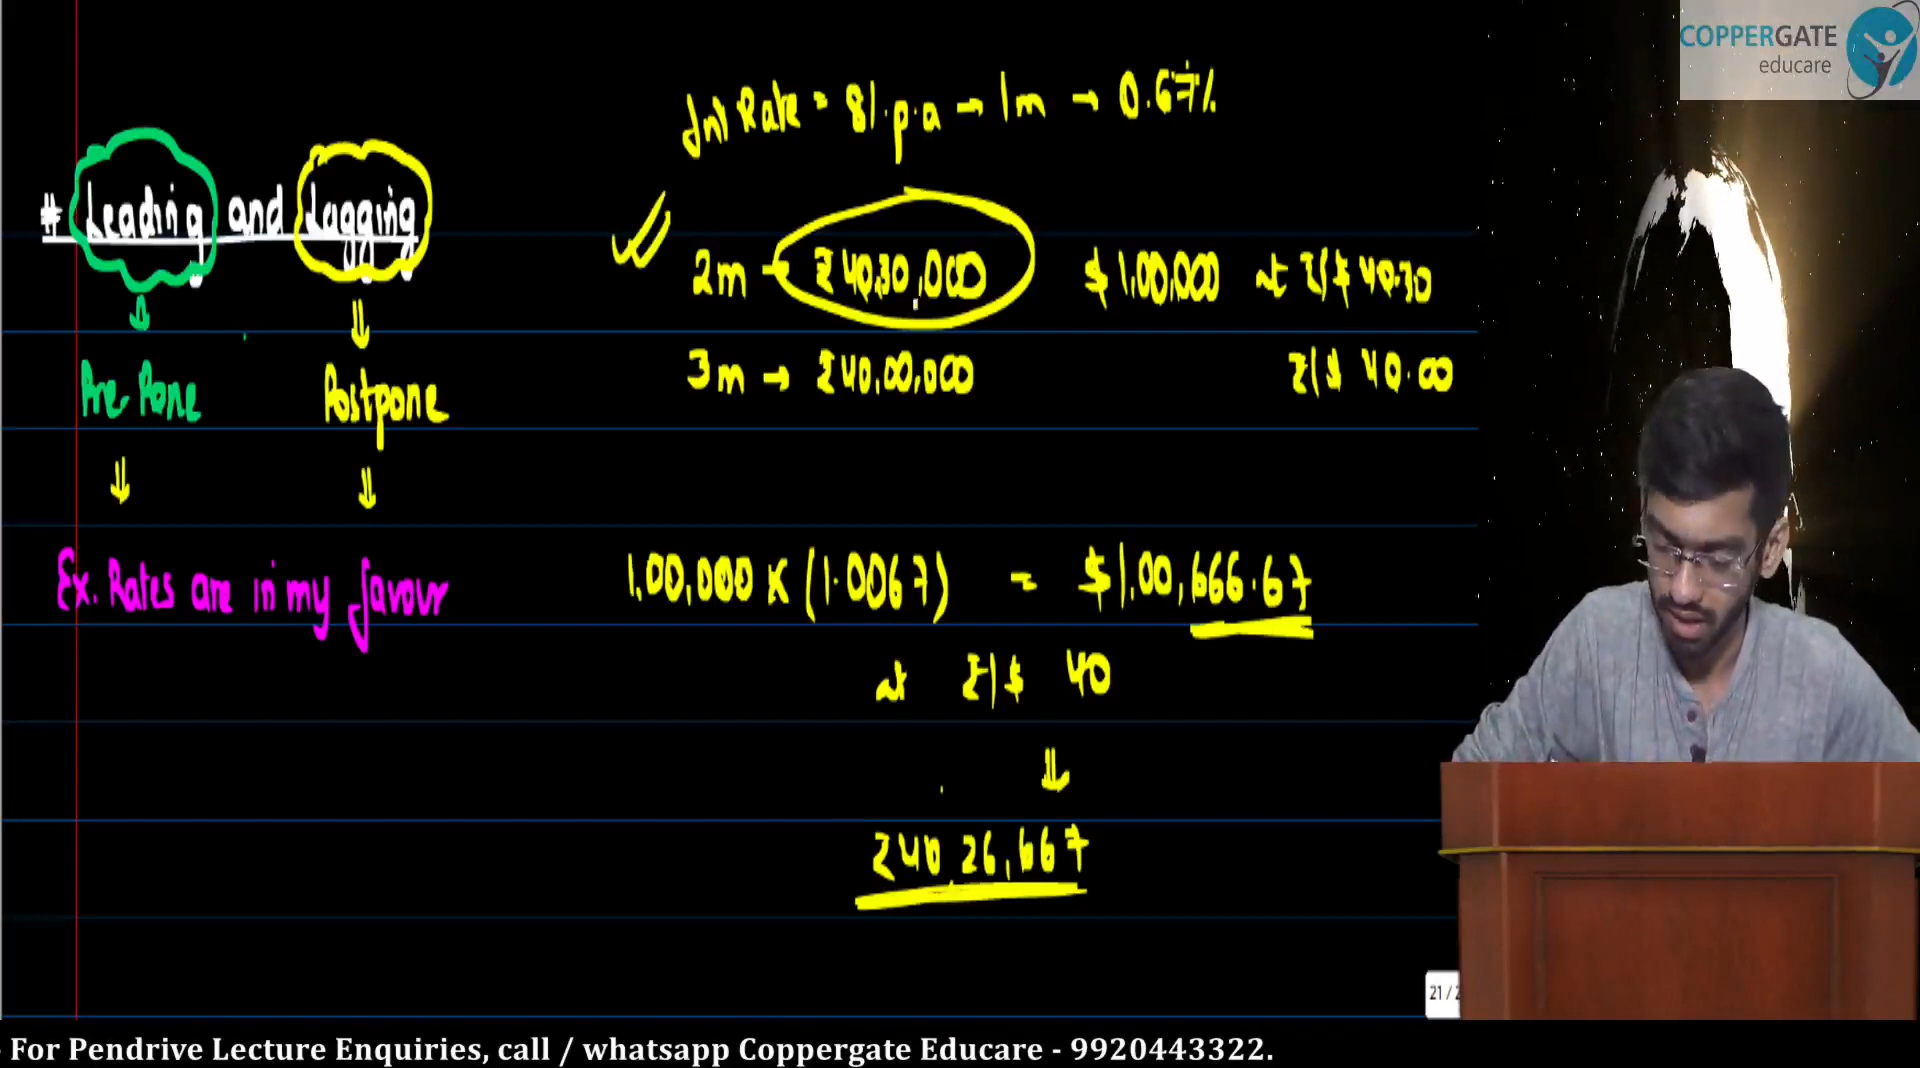 COPPERGATE
educare
# Leading and Lagging
Pre Pone
Postpone
Ex. Rates are in my favour
Int Rate = 8%.p.a → 1m → 0.67%
2m → ₹40,30,000 $1,00,000 at ₹/$ 40.30
3m → ₹40,00,000 ₹/$ 40.00
1,00,000 x (1.0067) = $1,00,666.67
at ₹/$ 40
₹40,26,667
21/2
For Pendrive Lecture Enquiries, call / whatsapp Coppergate Educare - 9920443322.